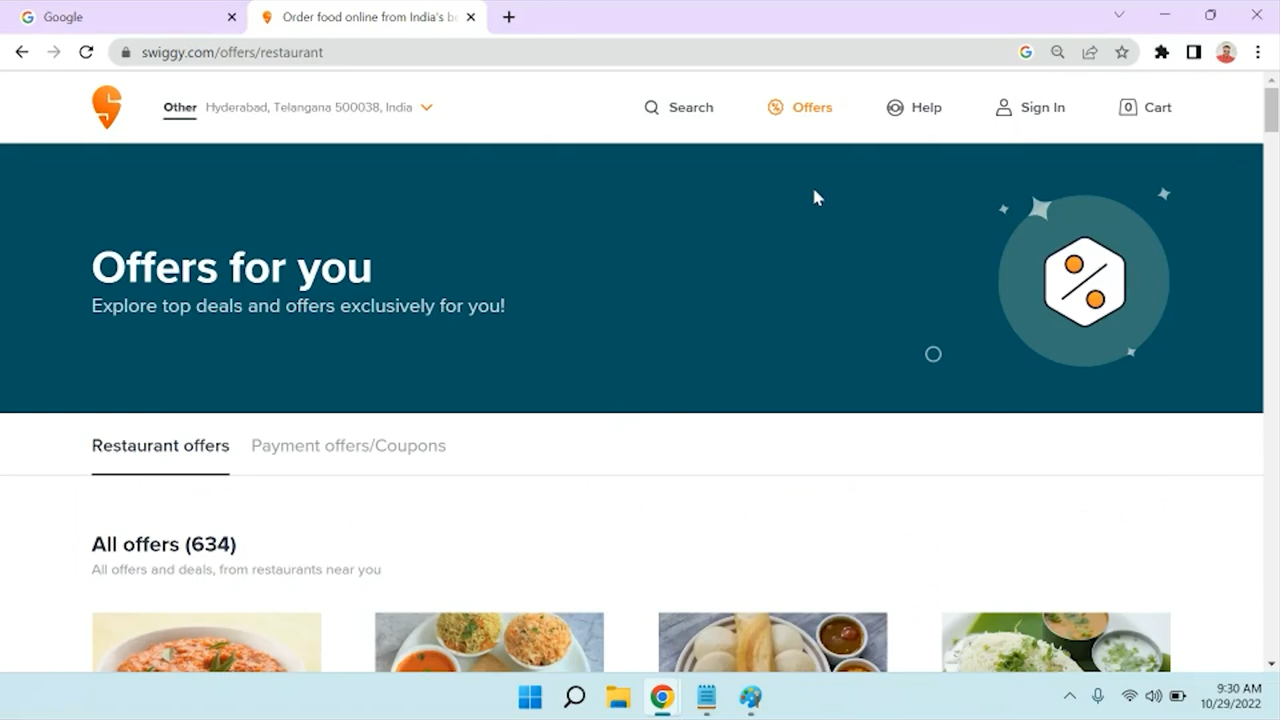 Google
Order food online from India's be
swiggy.com/offers/restaurant
Other Hyderabad, Telangana 500038, India
Search
Offers
Help
Sign In
0 Cart
Offers for you
Explore top deals and offers exclusively for you!
Restaurant offers
Payment offers/Coupons
All offers (634)
All offers and deals, from restaurants near you
9:30 AM
10/29/2022